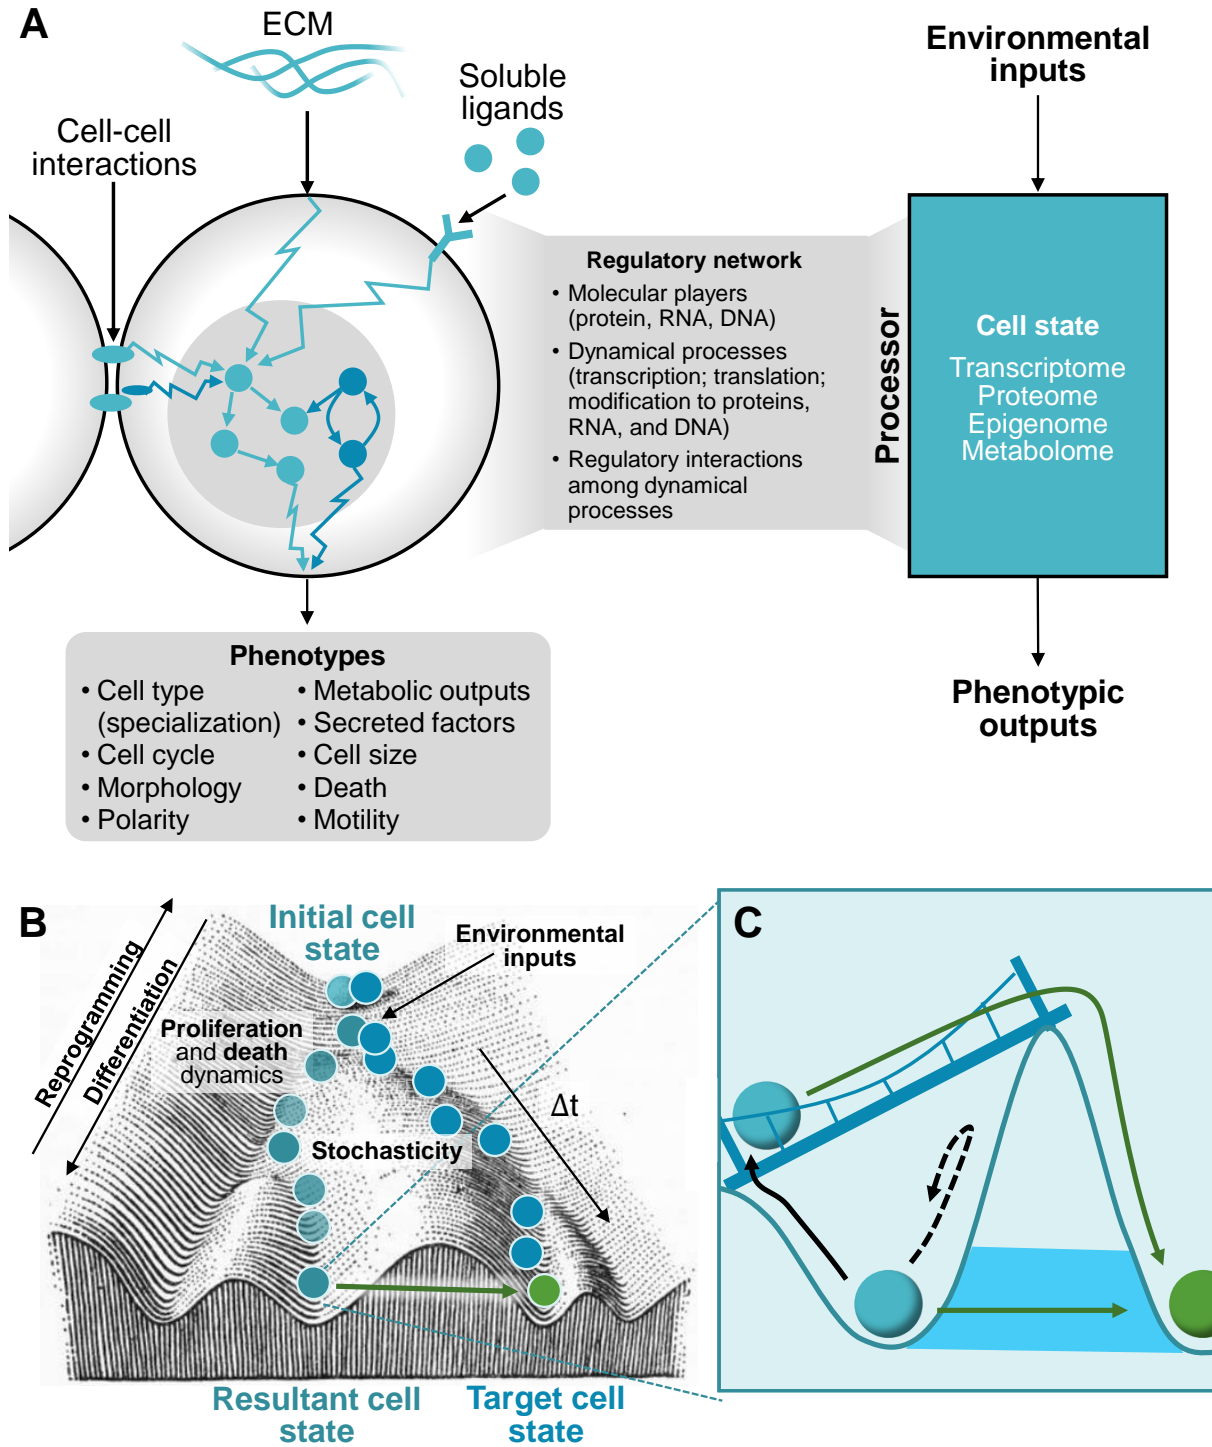 A
ECM
Soluble
ligands
Cell-cell
interactions
Environmental
inputs
Regulatory network
• Molecular players
(protein, RNA, DNA)
• Dynamical processes
(transcription; translation;
modification to proteins,
RNA, and DNA)
• Regulatory interactions
among dynamical
processes
Processor
Cell state
Transcriptome
Proteome
Epigenome
Metabolome
Phenotypic
outputs
Phenotypes
• Cell type
(specialization)
• Cell cycle
• Morphology
• Polarity
• Metabolic outputs
• Secreted factors
• Cell size
• Death
• Motility
B
Reprogramming
Differentiation
Initial cell
state
Environmental
inputs
Proliferation
and death
dynamics
Stochasticity
Δt
Resultant cell
state
Target cell
state
C